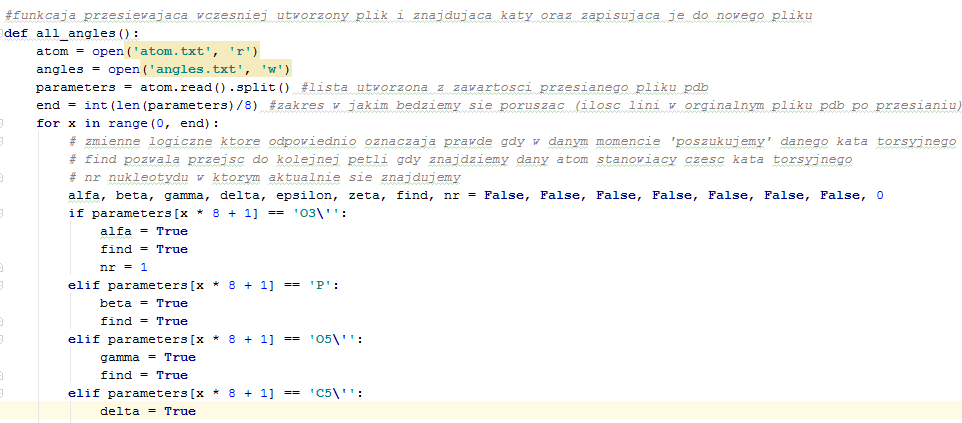 #funkcaja przesiewajaca wczesniej utworzony plik i znajdujaca katy oraz zapisujaca je do nowego pliku
def all_angles():
    atom = open('atom.txt', 'r')
    angles = open('angles.txt', 'w')
    parameters = atom.read().split() #lista utworzona z zawartosci przesianego pliku pdb
    end = int(len(parameters)/8) #zakres w jakim bedziemy sie poruszac (ilosc lini w orginalnym pliku pdb po przesianiu)
    for x in range(0, end):
        # zmienne logiczne ktore odpowiednio oznaczaja prawde gdy w danym momencie 'poszukujemy' danego kata torsyjnego
        # find pozwala przejsc do kolejnej petli gdy znajdziemy dany atom stanowiacy czesc kata torsyjnego
        # nr nukleotydu w ktorym aktualnie sie znajdujemy
        alfa, beta, gamma, delta, epsilon, zeta, find, nr = False, False, False, False, False, False, False, 0
        if parameters[x * 8 + 1] == 'O3\'':
            alfa = True
            find = True
            nr = 1
        elif parameters[x * 8 + 1] == 'P':
            beta = True
            find = True
        elif parameters[x * 8 + 1] == 'O5\'':
            gamma = True
            find = True
        elif parameters[x * 8 + 1] == 'C5\'':
            delta = True